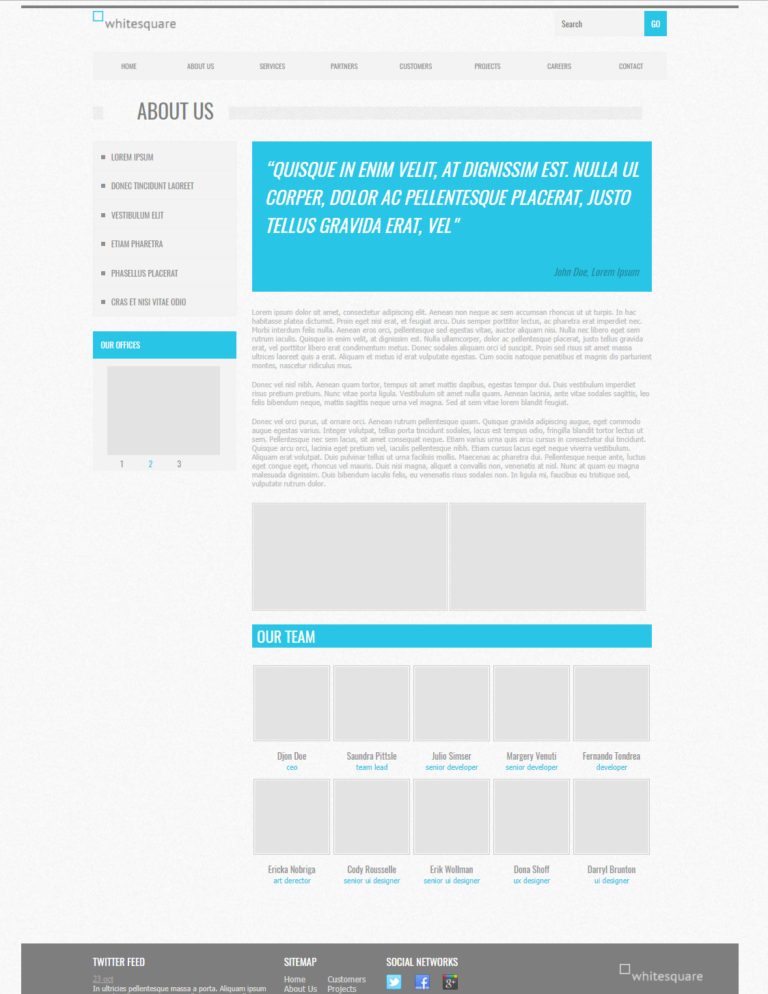 whitesquare
Search
GO
HOME
ABOUT US
SERVICES
PARTNERS
CUSTOMERS
PROJECTS
CAREERS
CONTACT
ABOUT US
LOREM IPSUM
DONEC TINCIDUNT LAOREET
VESTIBULUM ELIT
ETIAM PHARETRA
PHASELLUS PLACERAT
CRAS ET NISI VITAE ODIO
OUR OFFICES
1 2 3
“QUISQUE IN ENIM VELIT, AT DIGNISSIM EST. NULLA UL
CORPER, DOLOR AC PELLENTESQUE PLACERAT, JUSTO
TELLUS GRAVIDA ERAT, VEL"
John Doe, Lorem Ipsum
Lorem ipsum dolor sit amet, consectetur adipiscing elit. Aenean non neque ac sem accumsan rhoncus ut ut turpis. In hac
habitasse platea dictumst. Proin eget nisi erat, et feugiat arcu. Duis semper porttitor lectus, ac pharetra erat imperdiet nec.
Morbi interdum felis nulla. Aenean eros orci, pellentesque sed egestas vitae, auctor aliquam nisi. Nulla nec libero eget sem
rutrum iaculis. Quisque in enim velit, at dignissim est. Nulla ullamcorper, dolor ac pellentesque placerat, justo tellus gravida
erat, vel porttitor libero erat condimentum metus. Donec sodales aliquam orci id suscipit. Proin sed risus sit amet massa
ultrices laoreet quis a erat. Aliquam et metus id erat vulputate egestas. Cum sociis natoque penatibus et magnis dis parturient
montes, nascetur ridiculus mus.
Donec vel nisl nibh. Aenean quam tortor, tempus sit amet mattis dapibus, egestas tempor dui. Duis vestibulum imperdiet
risus pretium pretium. Nunc vitae porta ligula. Vestibulum sit amet nulla quam. Aenean lacinia, ante vitae sodales sagittis, leo
felis bibendum neque, mattis sagittis neque urna vel magna. Sed at sem vitae lorem blandit feugiat.
Donec vel orci purus, ut ornare orci. Aenean rutrum pellentesque quam. Quisque gravida adipiscing augue, eget commodo
augue egestas varius. Integer volutpat, tellus porta tincidunt sodales, lacus est tempus odio, fringilla blandit tortor lectus ut
sem. Pellentesque nec sem lacus, sit amet consequat neque. Etiam varius urna quis arcu cursus in consectetur dui tincidunt.
Quisque arcu orci, lacinia eget pretium vel, iaculis pellentesque nibh. Etiam cursus lacus eget neque viverra vestibulum.
Aliquam erat volutpat. Duis pulvinar tellus ut urna facilisis mollis. Maecenas ac pharetra dui. Pellentesque neque ante, luctus
eget congue eget, rhoncus vel mauris. Duis nisi magna, aliquet a convallis non, venenatis at nisl. Nunc at quam eu magna
malesuada dignissim. Duis bibendum iaculis felis, eu venenatis risus sodales non. In ligula mi, faucibus eu tristique sed,
vulputate rutrum dolor.
OUR TEAM
Djon Doe
ceo
Saundra Pittsle
team lead
Julio Simser
senior developer
Margery Venuti
senior developer
Fernando Tondrea
developer
Ericka Nobriga
art derector
Cody Rousselle
senior ui designer
Erik Wollman
senior ui designer
Dona Shoff
ux designer
Darryl Brunton
ui designer
TWITTER FEED
23 oct
In ultricies pellentesque massa a porta. Aliquam ipsum
SITEMAP
Home Customers
About Us Projects
SOCIAL NETWORKS
g+
whitesquare